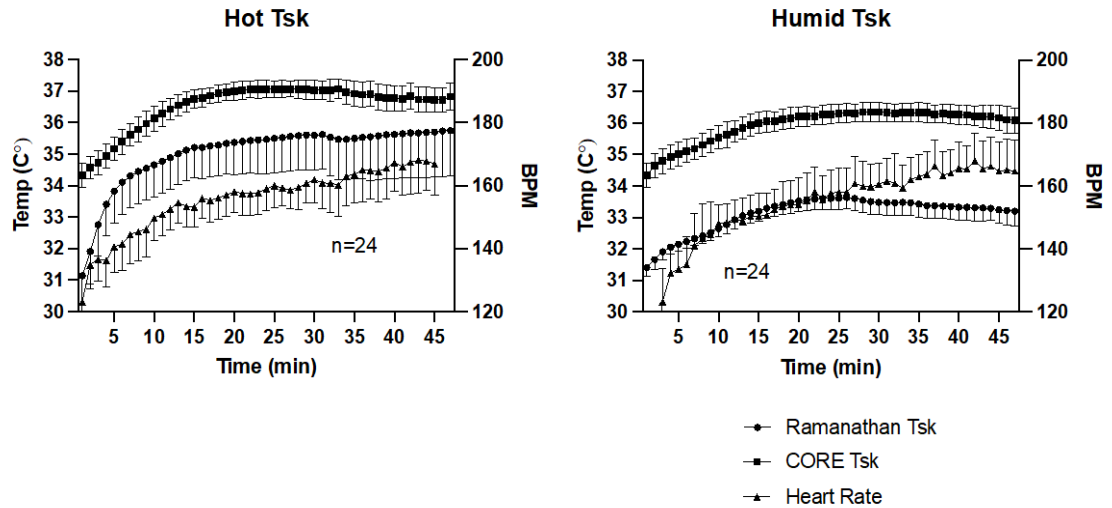 Hot Tsk
Humid Tsk
Temp (C°)
38
37
36
35
34
33
32
31
30
200
180
160
140
120
BPM
n=24
5 10 15 20 25 30 35 40 45
Time (min)
Temp (C°)
38
37
36
35
34
33
32
31
30
200
180
160
140
120
BPM
n=24
5 10 15 20 25 30 35 40 45
Time (min)
Ramanathan Tsk
CORE Tsk
Heart Rate